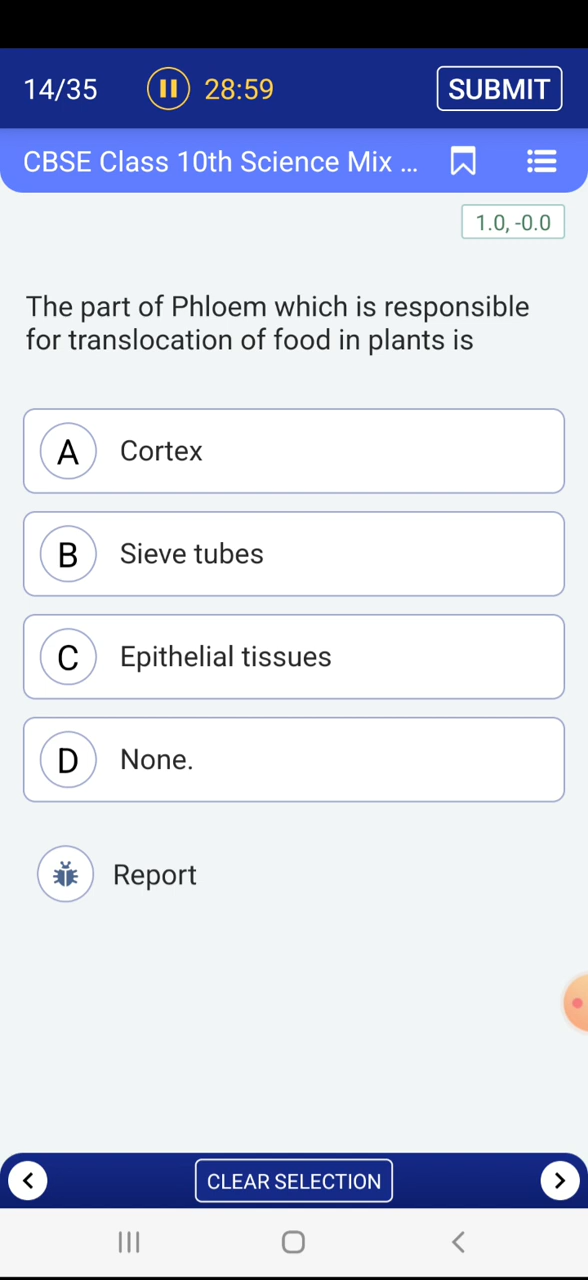 14/35 28:59 SUBMIT
CBSE Class 10th Science Mix ...
1.0, -0.0
The part of Phloem which is responsible
for translocation of food in plants is
A Cortex
B Sieve tubes
C Epithelial tissues
D None.
Report
CLEAR SELECTION